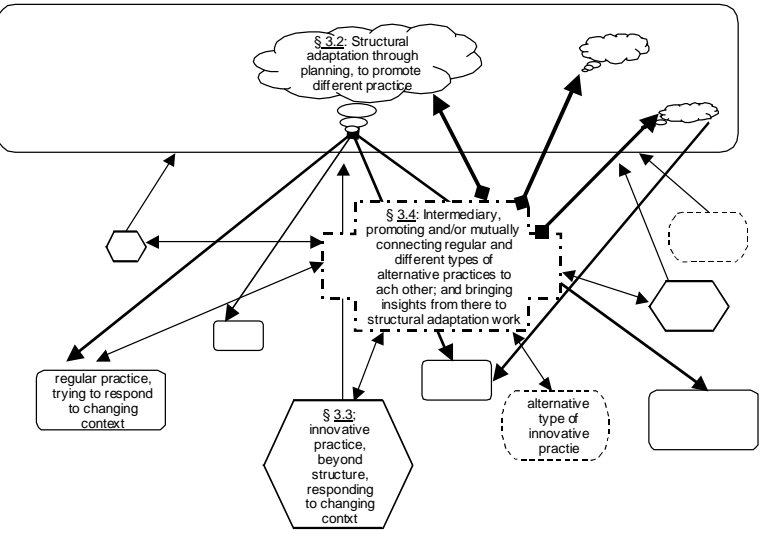 § 3.2: Structural
adaptation through
planning, to promote
different practice
§ 3.4: Intermediary,
promoting and/or mutually
connecting regular and
different types of
alternative practices to
each other; and bringing
insights from there to
structural adaptation work
regular practice,
trying to respond
to changing
context
§ 3.3:
innovative
practice,
beyond
structure,
responding
to changing
contxt
alternative
type of
innovative
practie